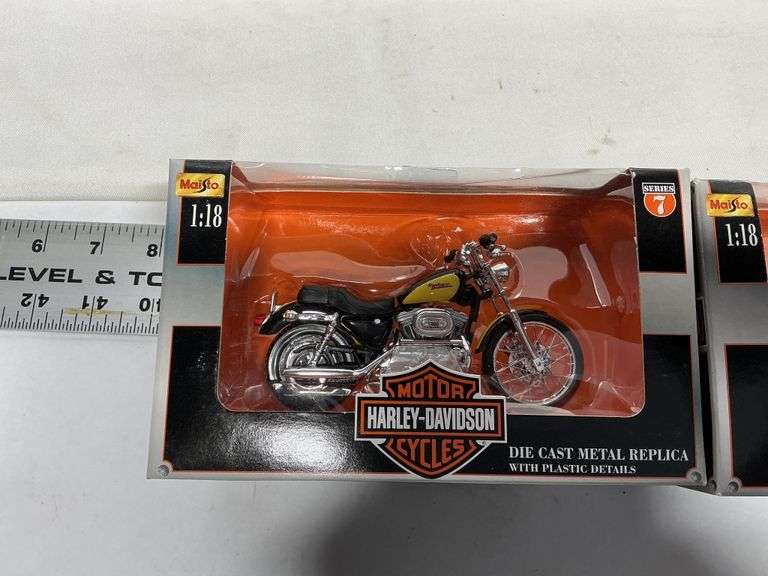 Maisto
1:18
SERIES
7
Maisto
1:18
6 7 8
LEVEL & TO
42 41 40
MOTOR
HARLEY-DAVIDSON
CYCLES
DIE CAST METAL REPLICA
WITH PLASTIC DETAILS